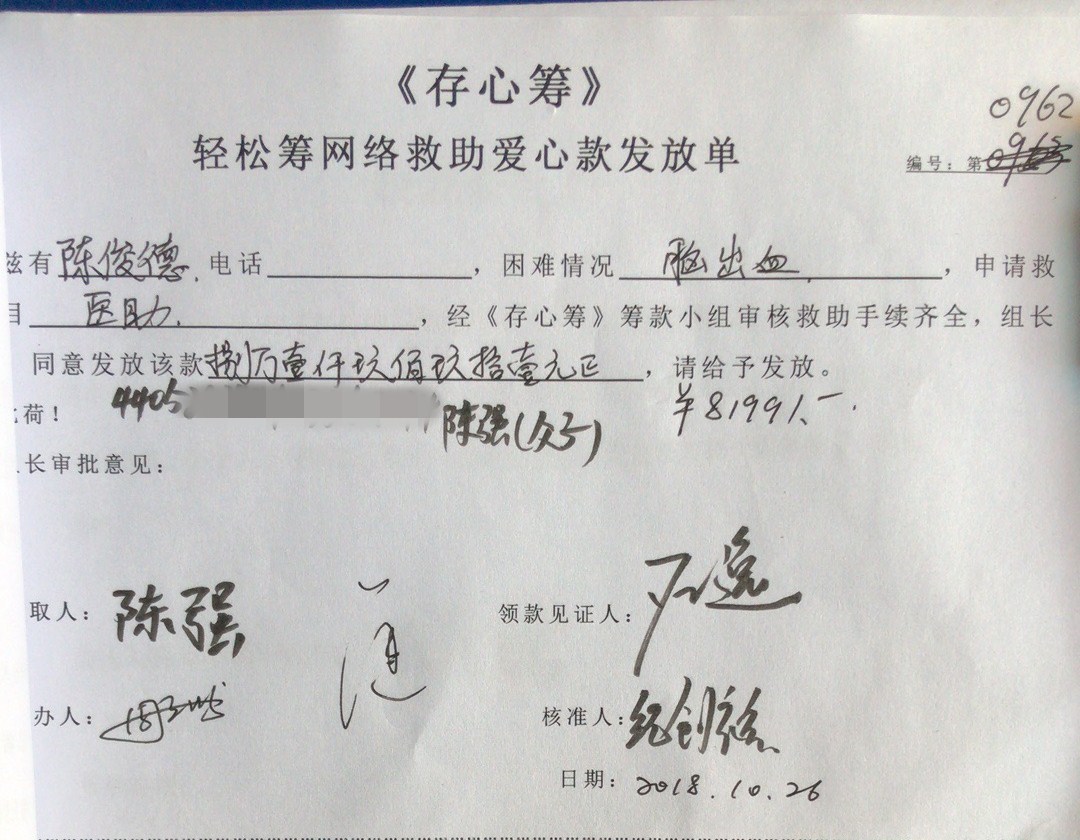 《存心筹》
轻松筹网络救助爱心款发放单
0962
编号：第
兹有陈俊德.电话，困难情况脑出血，申请救
目医助.，经《存心筹》筹款小组审核救助手续齐全，组长
同意发放该款捌万壹仟玖佰玖拾壹元正，请给予发放。
荷！4405 陈强(父子) ￥81991.-.
长审批意见：
取人：陈强 领款见证人：
办人： 核准人：纪创
日期：2018.10.26